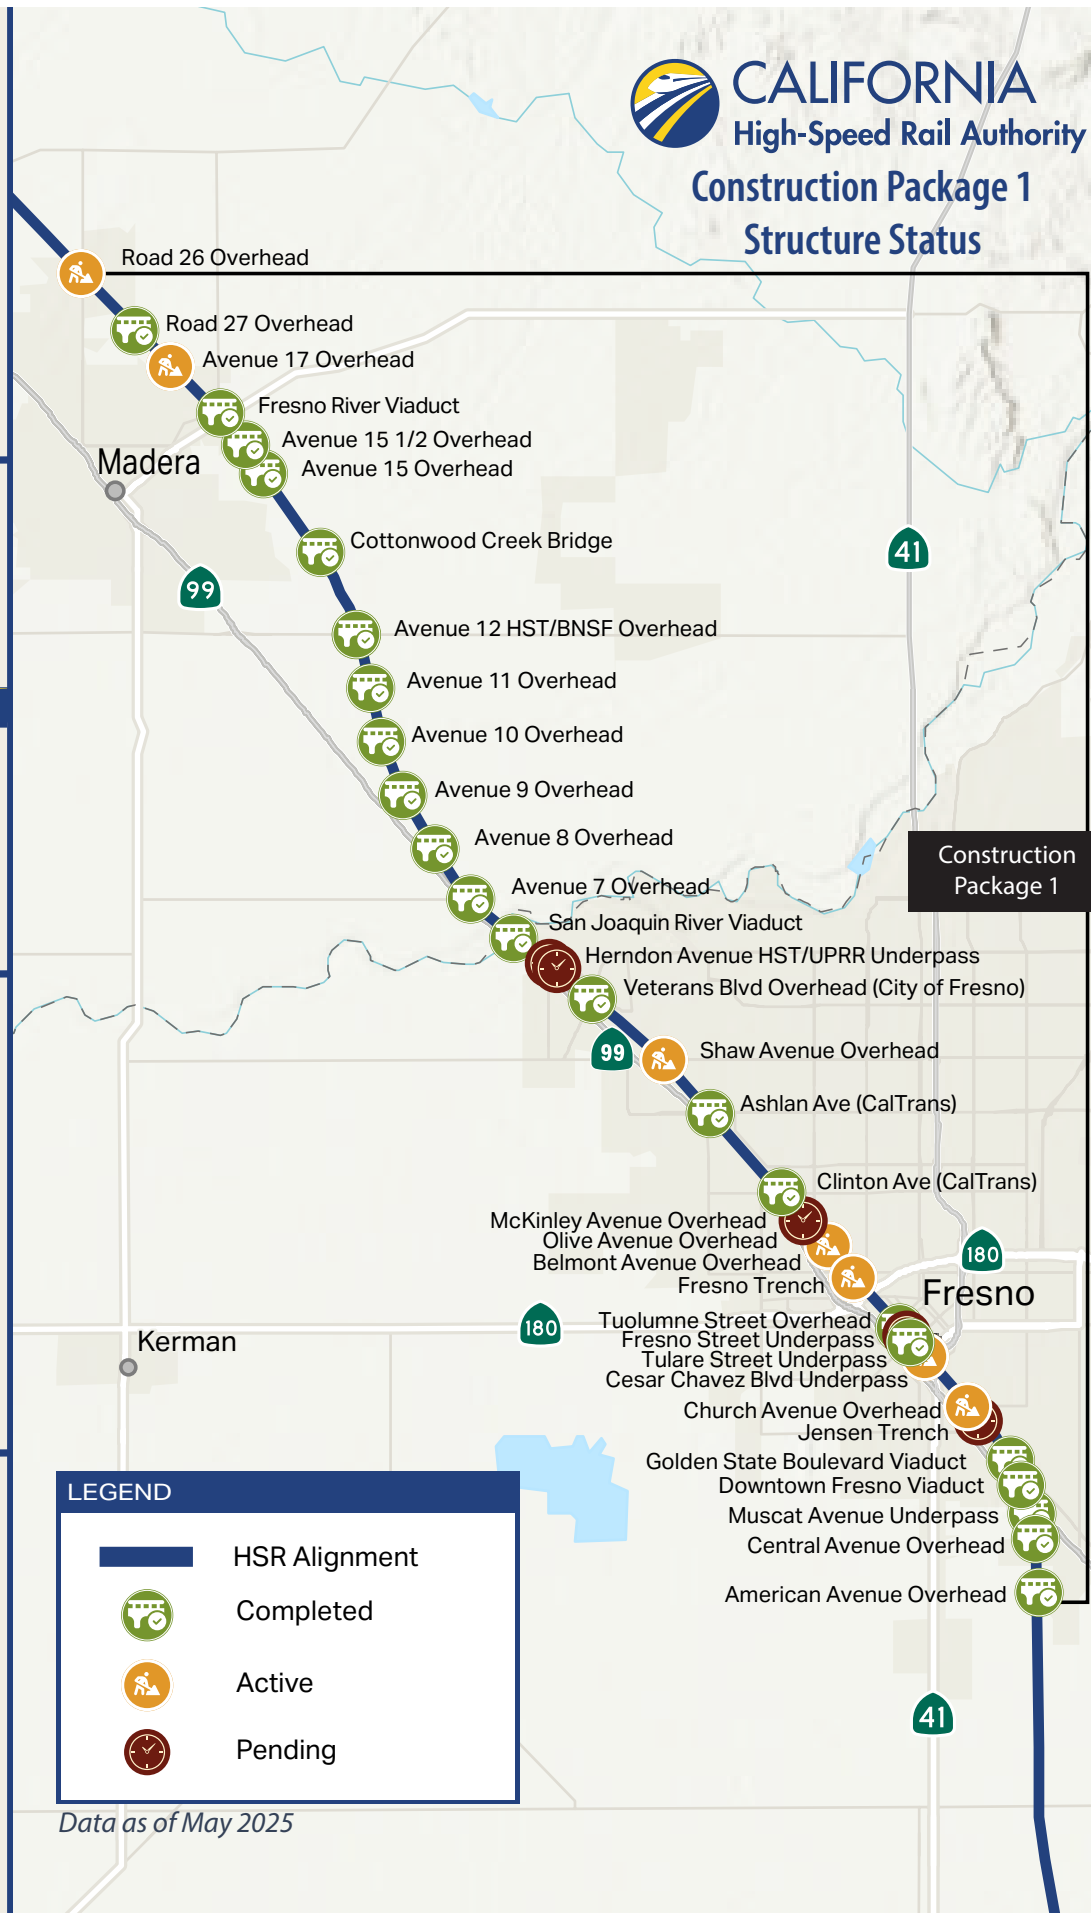 CALIFORNIA
High-Speed Rail Authority
Construction Package 1
Structure Status
Road 26 Overhead
Road 27 Overhead
Avenue 17 Overhead
Fresno River Viaduct
Avenue 15 1/2 Overhead
Madera
Avenue 15 Overhead
Cottonwood Creek Bridge
41
99
Avenue 12 HST/BNSF Overhead
Avenue 11 Overhead
Avenue 10 Overhead
Avenue 9 Overhead
Avenue 8 Overhead
Construction
Package 1
Avenue 7 Overhead
San Joaquin River Viaduct
Herndon Avenue HST/UPRR Underpass
Veterans Blvd Overhead (City of Fresno)
99
Shaw Avenue Overhead
Ashlan Ave (CalTrans)
Clinton Ave (CalTrans)
McKinley Avenue Overhead
Olive Avenue Overhead
Belmont Avenue Overhead
180
Fresno Trench
Fresno
Tuolumne Street Overhead
180
Fresno Street Underpass
Kerman
Tulare Street Underpass
Cesar Chavez Blvd Underpass
Church Avenue Overhead
Jensen Trench
Golden State Boulevard Viaduct
Downtown Fresno Viaduct
Muscat Avenue Underpass
Central Avenue Overhead
American Avenue Overhead
41
LEGEND
HSR Alignment
Completed
Active
Pending
Data as of May 2025